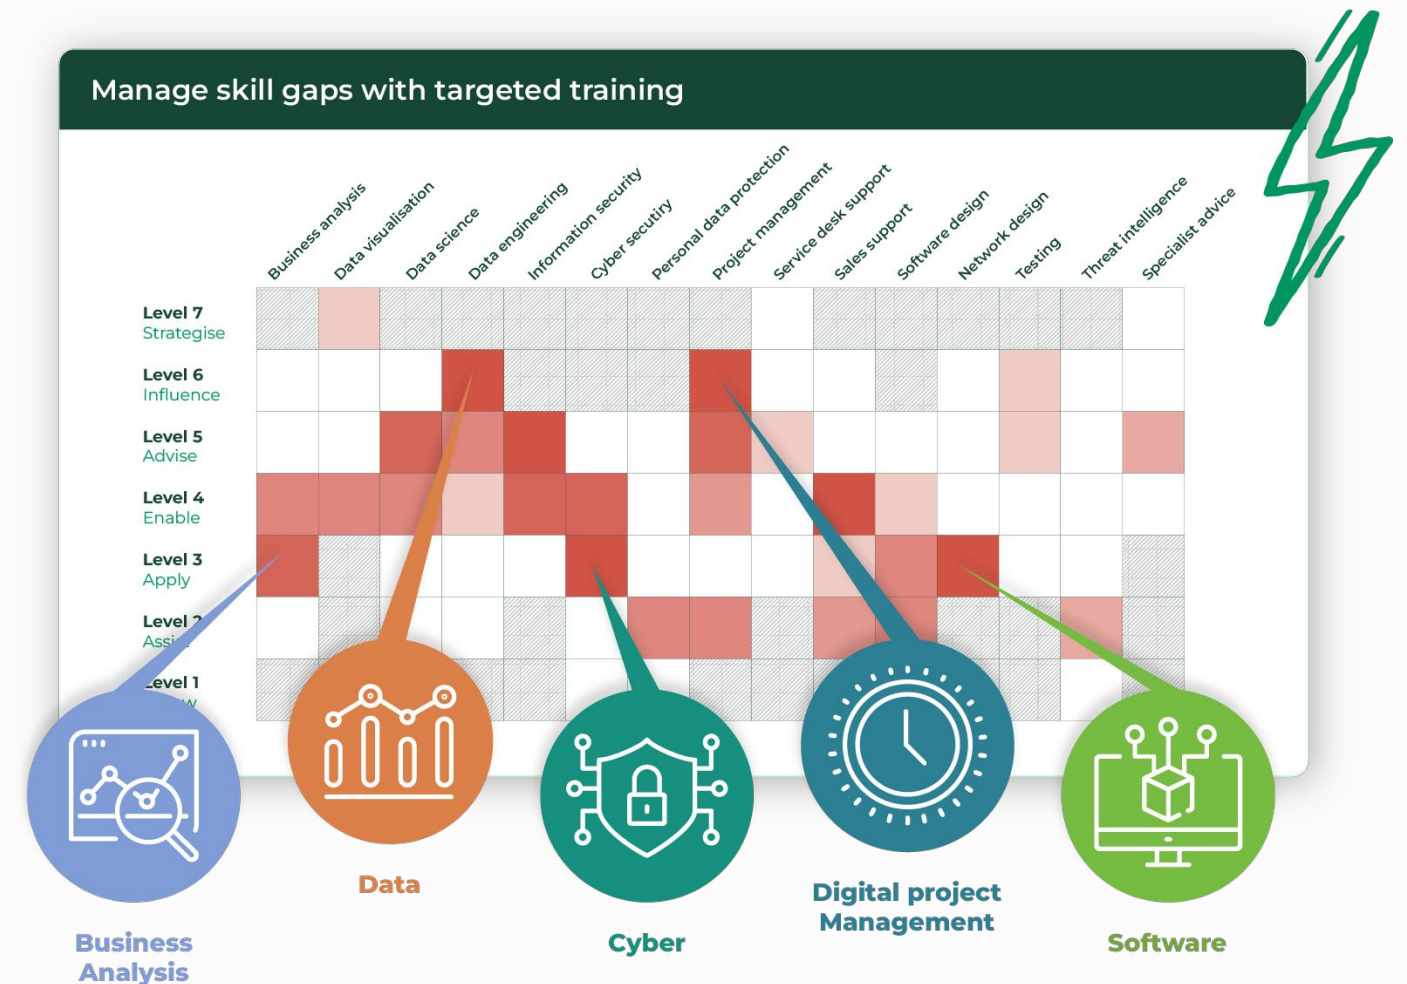 Manage skill gaps with targeted training
Business analysis
Data visualisation
Data science
Data engineering
Information security
Cyber secutiry
Personal data protection
Project management
Service desk support
Sales support
Software design
Network design
Testing
Threat intelligence
Specialist advice
Level 7
Strategise
Level 6
Influence
Level 5
Advise
Level 4
Enable
Level 3
Apply
Level 2
Level 1
Data
Digital project
Management
Business
Analysis
Cyber
Software